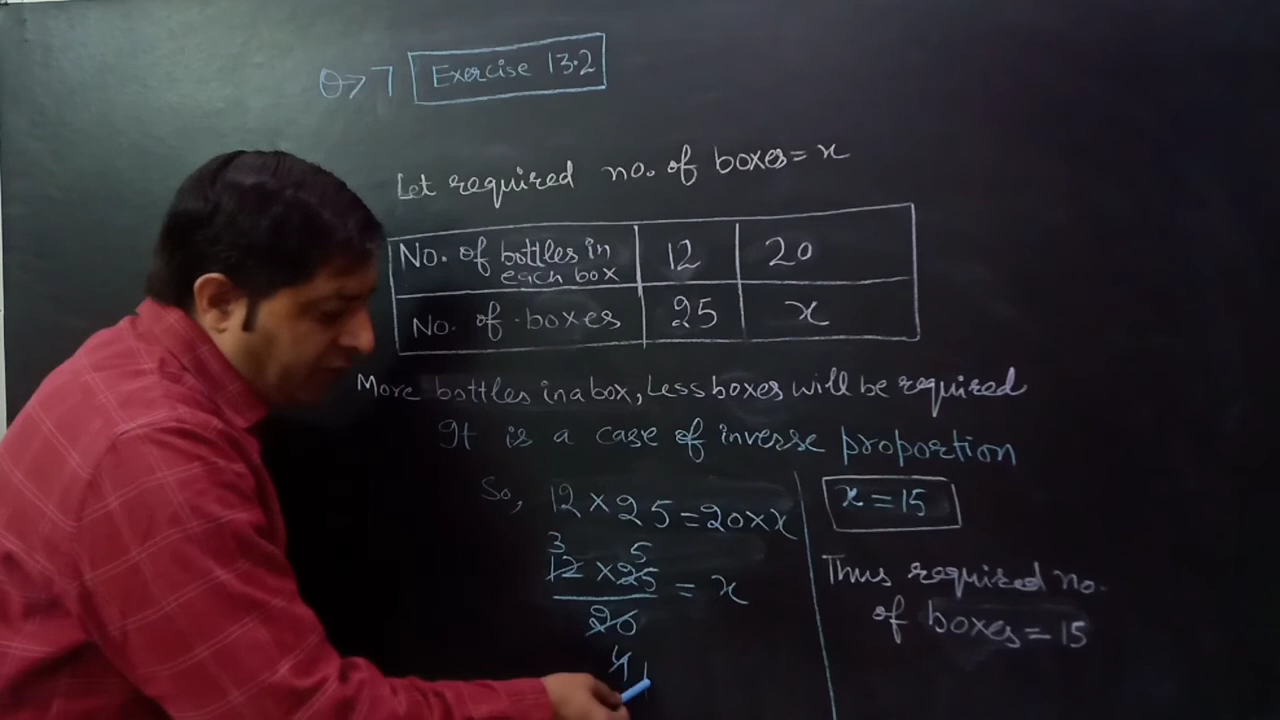 Q→7 Exercise 13.2
Let required no. of boxes = x
No. of bottles in each box 12 20
No. of boxes 25 x
More bottles in a box, Less boxes will be required
It is a case of inverse proportion
So, 12 × 25 = 20 × x
3 5
12 × 25 = x
20
4 1
x = 15
Thus required no.
of boxes = 15